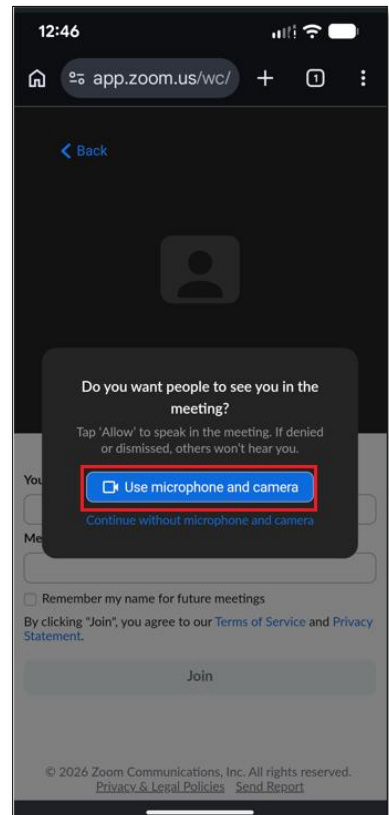 12:46
app.zoom.us/wc/
1
Back
Do you want people to see you in the
meeting?
Tap 'Allow' to speak in the meeting. If denied
or dismissed, others won't hear you.
You
Use microphone and camera
Continue without microphone and camera
Me
Remember my name for future meetings
By clicking "Join", you agree to our Terms of Service and Privacy
Statement.
Join
© 2026 Zoom Communications, Inc. All rights reserved.
Privacy & Legal Policies Send Report